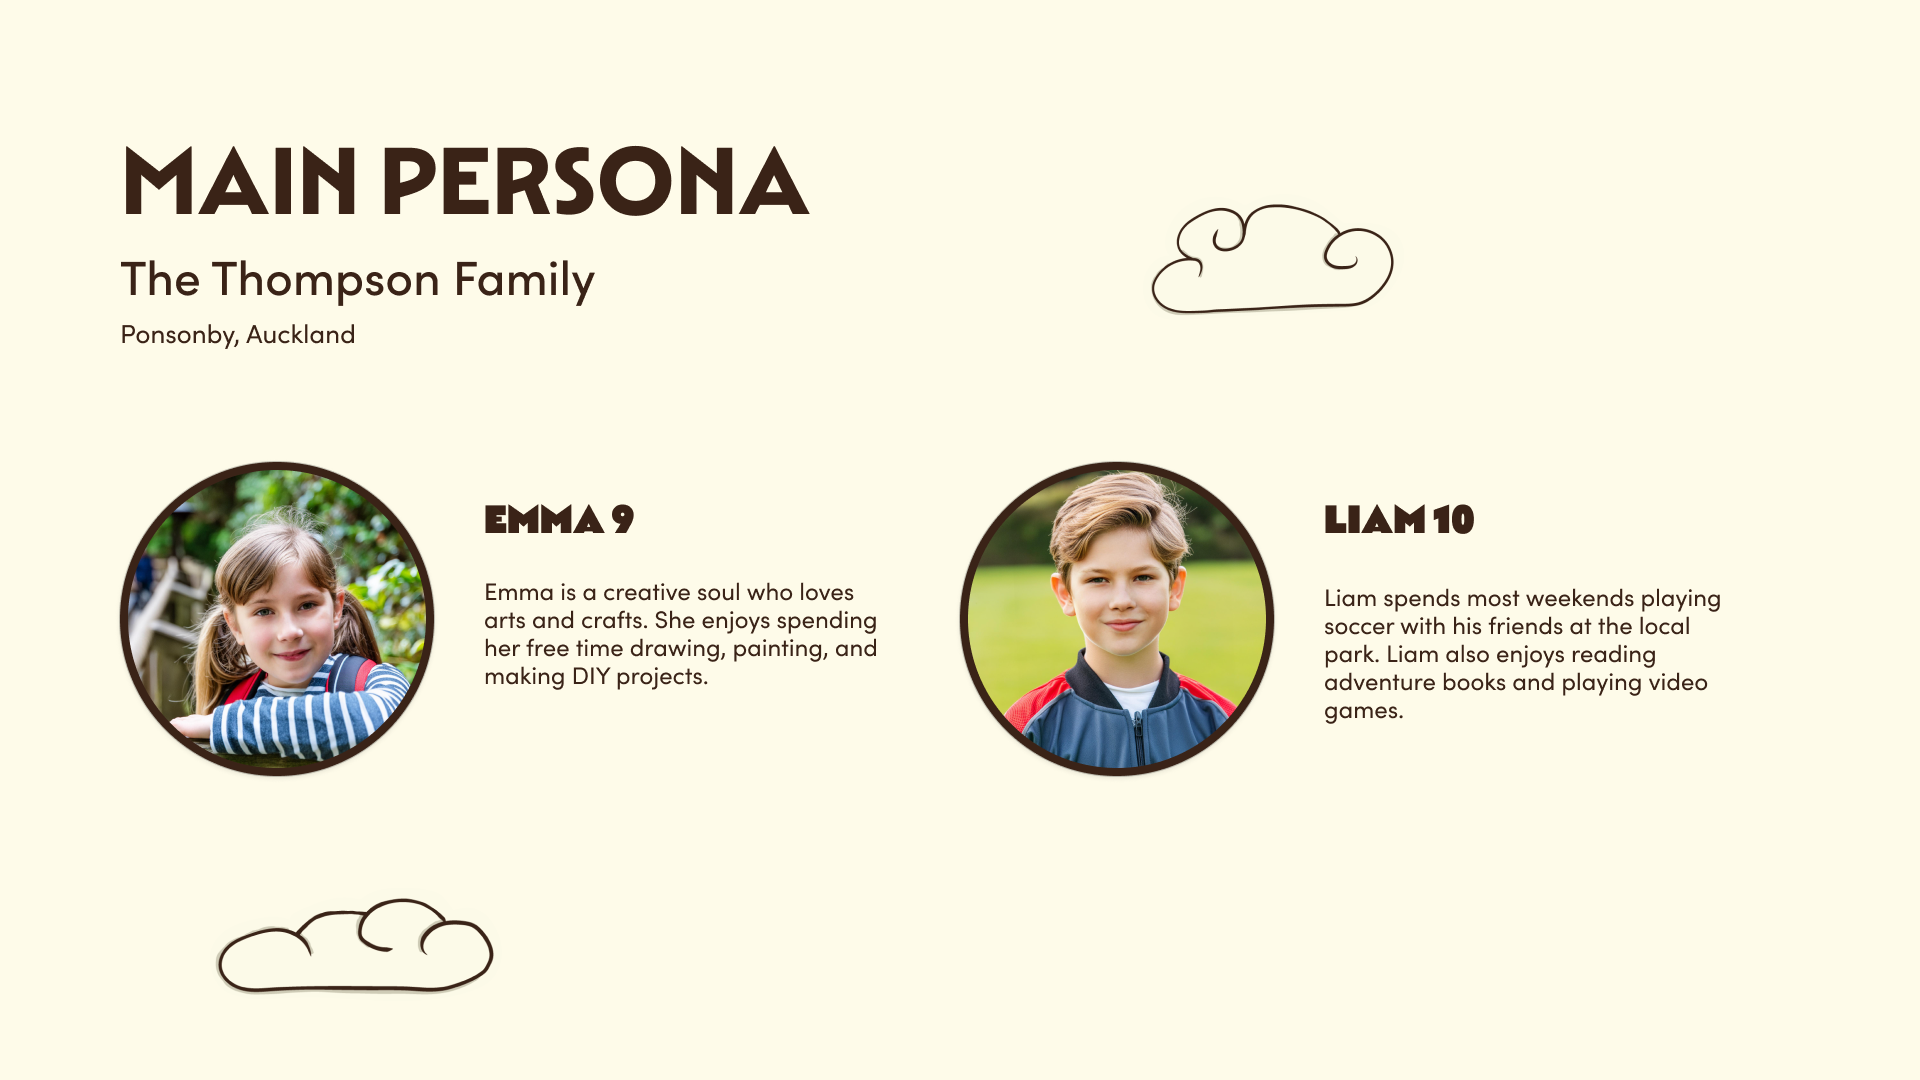 MAIN PERSONA
The Thompson Family
Ponsonby, Auckland
EMMA 9
Emma is a creative soul who loves
arts and crafts. She enjoys spending
her free time drawing, painting, and
making DIY projects.
LIAM 10
Liam spends most weekends playing
soccer with his friends at the local
park. Liam also enjoys reading
adventure books and playing video
games.